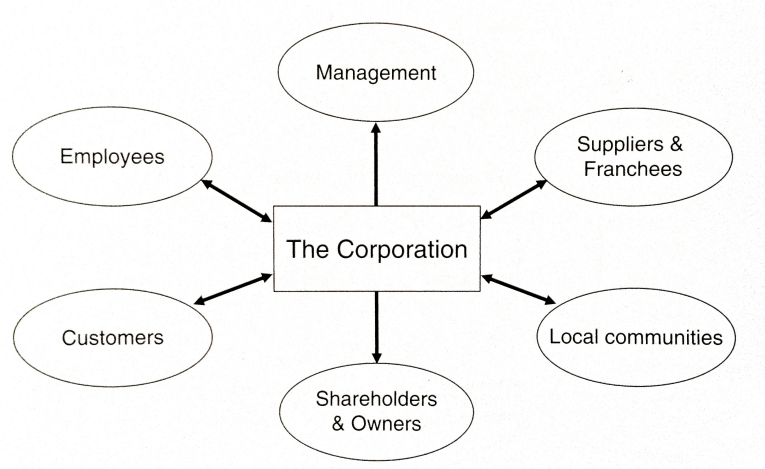 Management
Employees
Suppliers &
Franchees
The Corporation
Customers
Local communities
Shareholders
& Owners